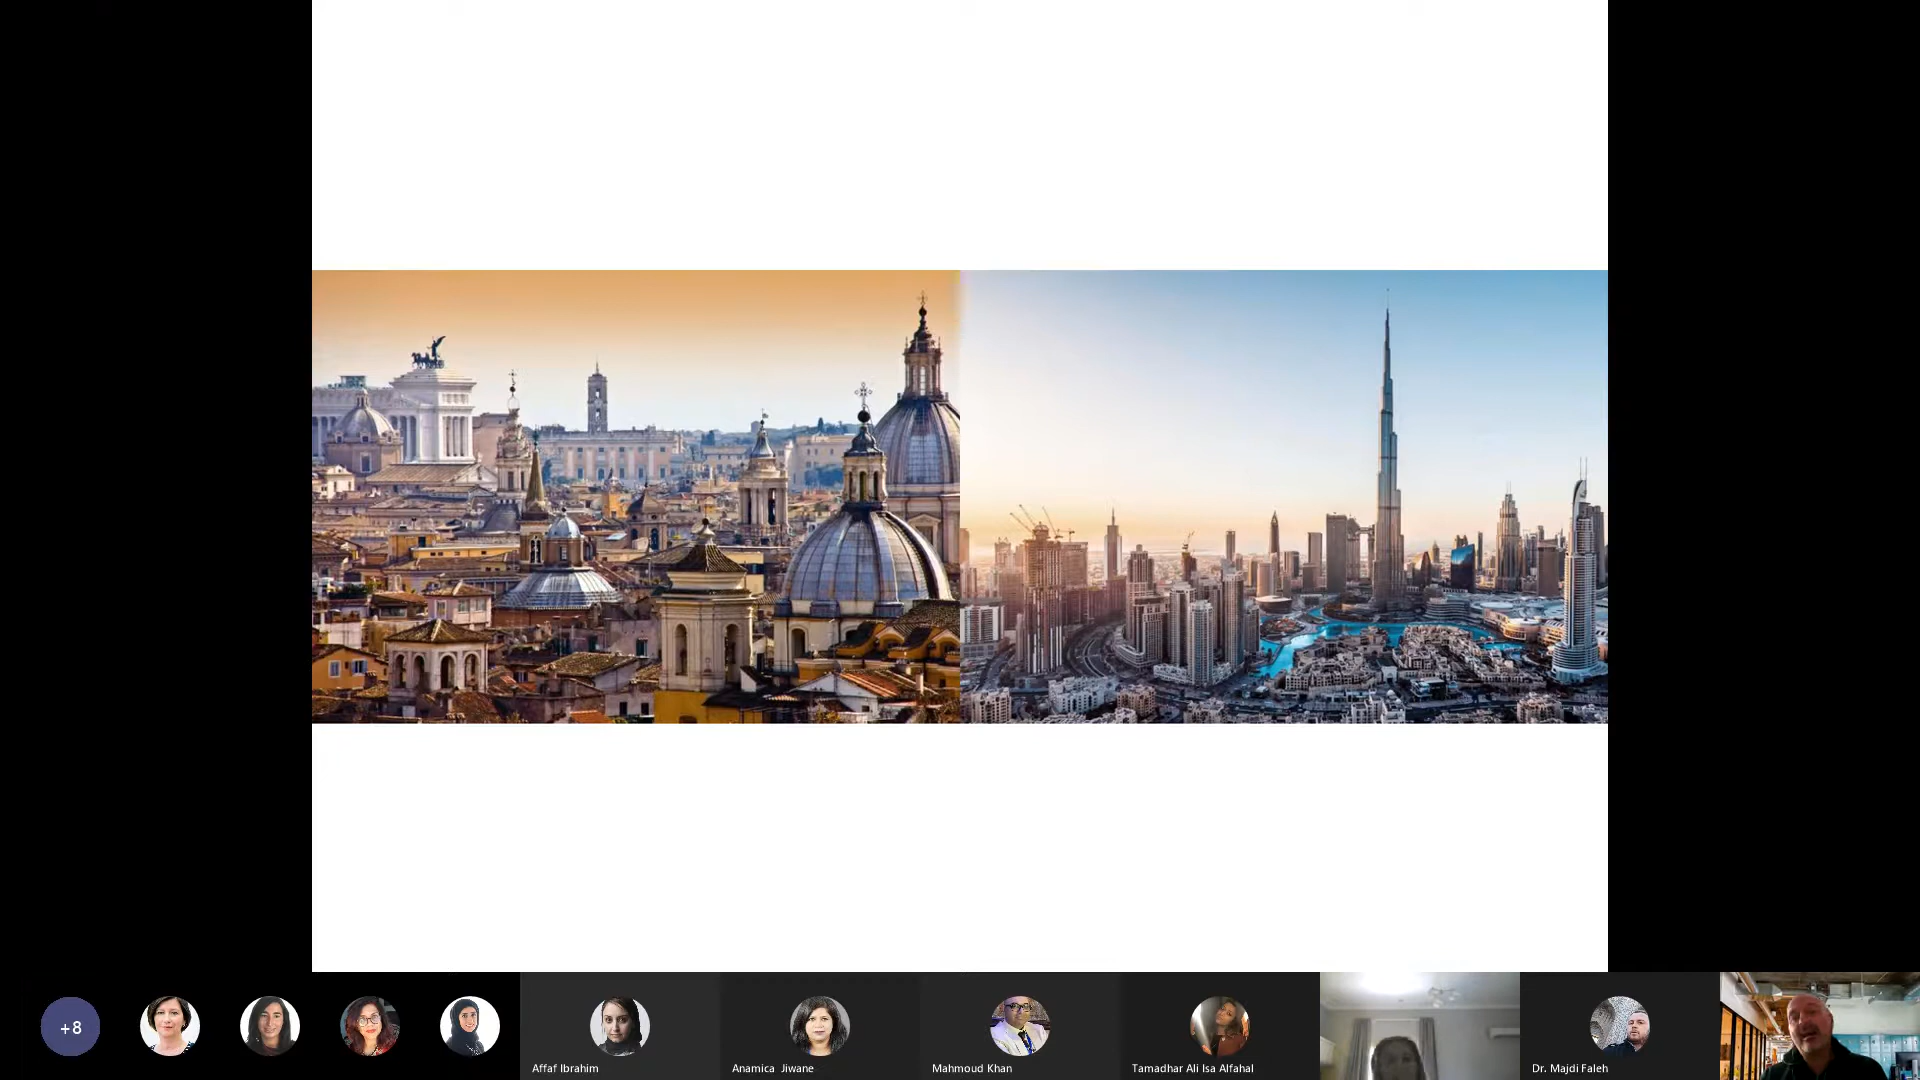 +8
Affaf Ibrahim
Anamica Jiwane
Mahmoud Khan
Tamadhar Ali Isa Alfahal
Dr. Majdi Faleh